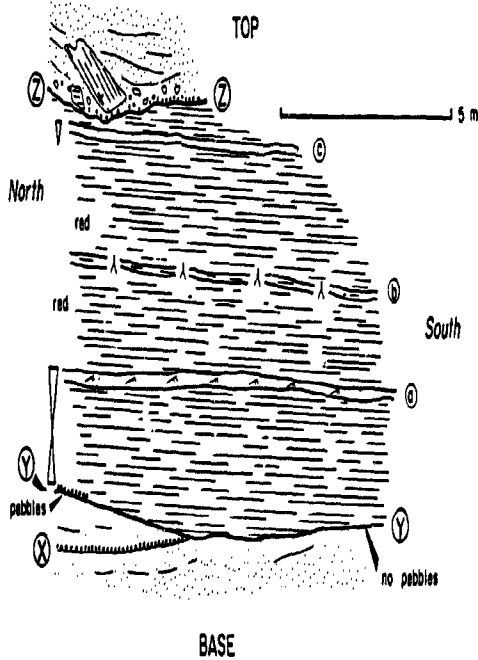 TOP
Z
Z
5 m
c
North
red
b
red
South
a
Y
pebbles
Y
X
no pebbles
BASE